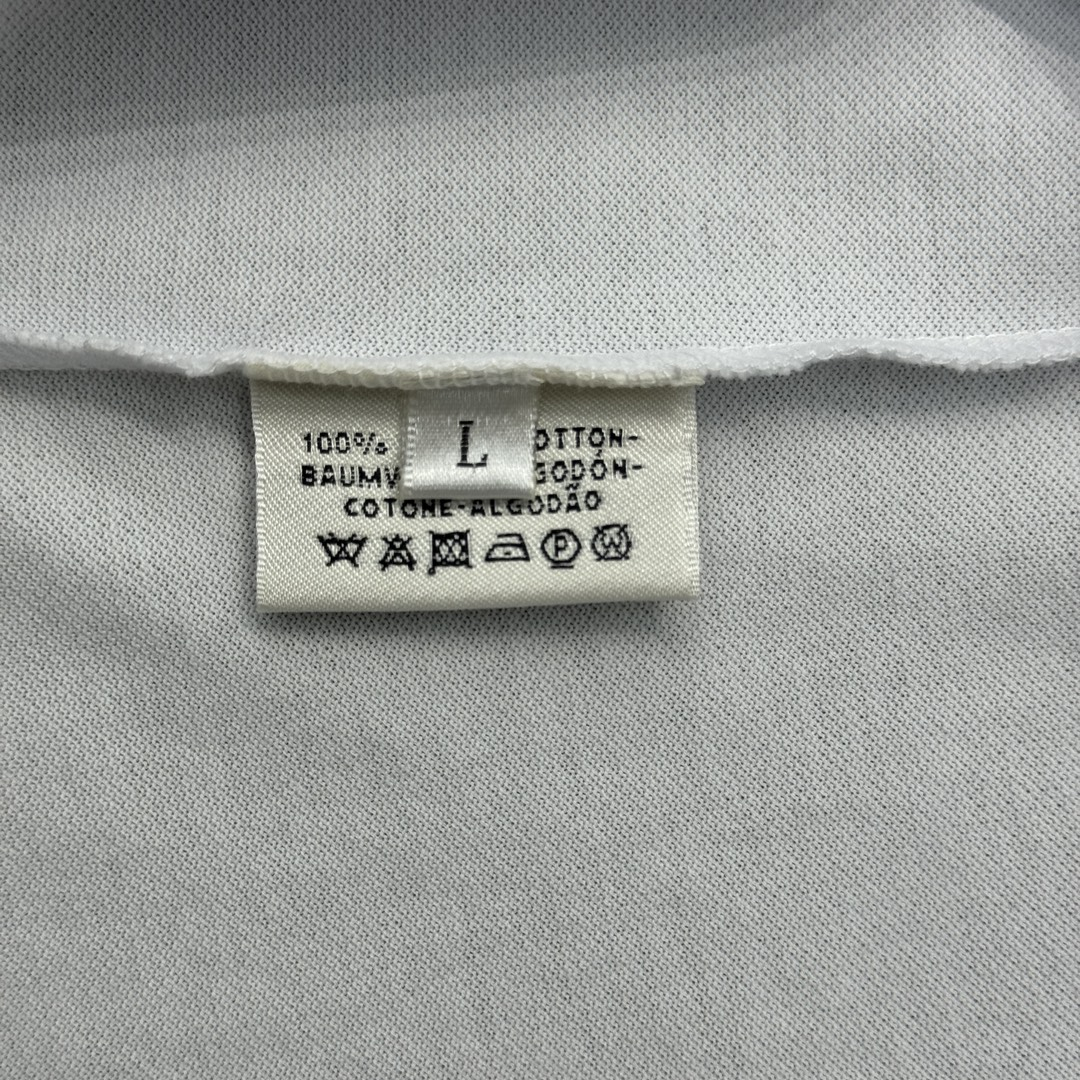 L
100% OTTON-
BAUMW GODÓN-
COTONE-ALGODÃO
P W